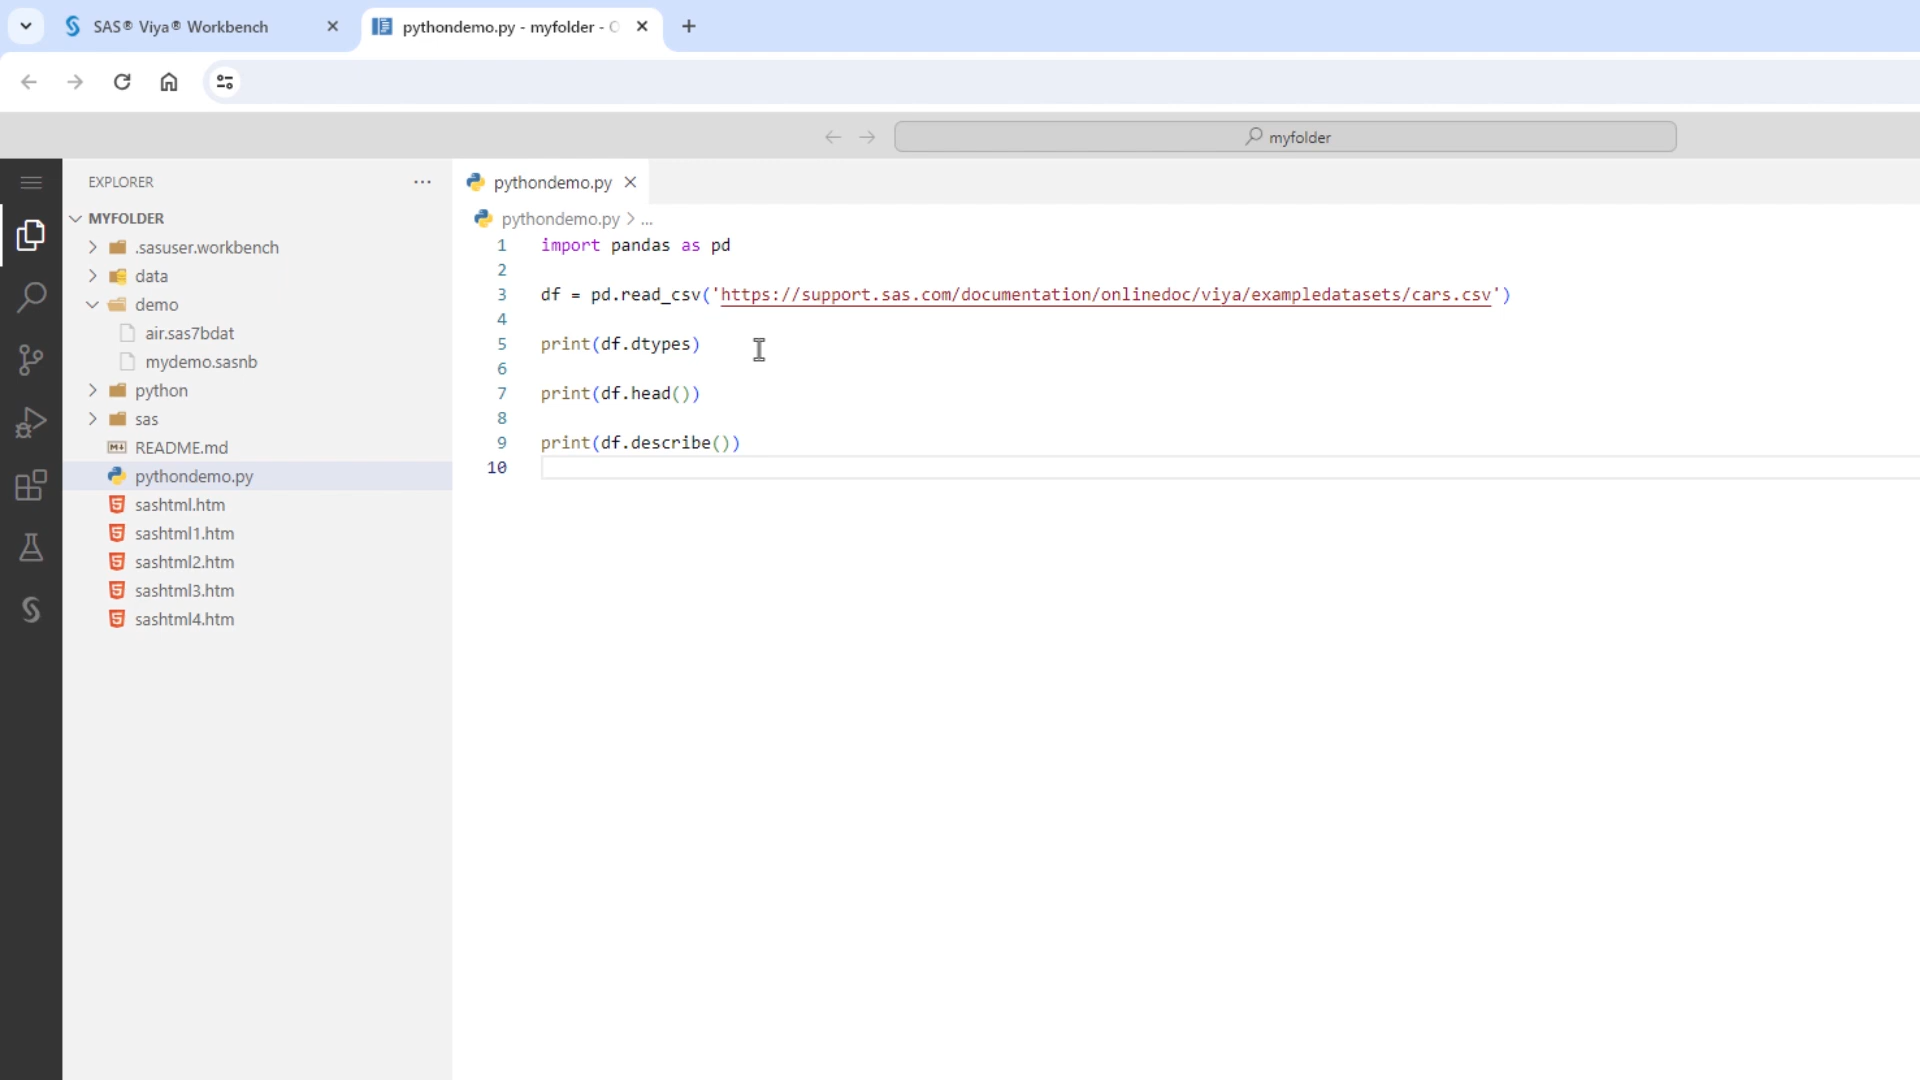 SAS® Viya® Workbench
pythondemo.py - myfolder -
myfolder
EXPLORER
MYFOLDER
.sasuser.workbench
data
demo
air.sas7bdat
mydemo.sasnb
python
sas
README.md
pythondemo.py
sashtml.htm
sashtml1.htm
sashtml2.htm
sashtml3.htm
sashtml4.htm
pythondemo.py
pythondemo.py > ...
1 import pandas as pd
2
3 df = pd.read_csv('https://support.sas.com/documentation/onlinedoc/viya/exampledatasets/cars.csv')
4
5 print(df.dtypes)
6
7 print(df.head())
8
9 print(df.describe())
10